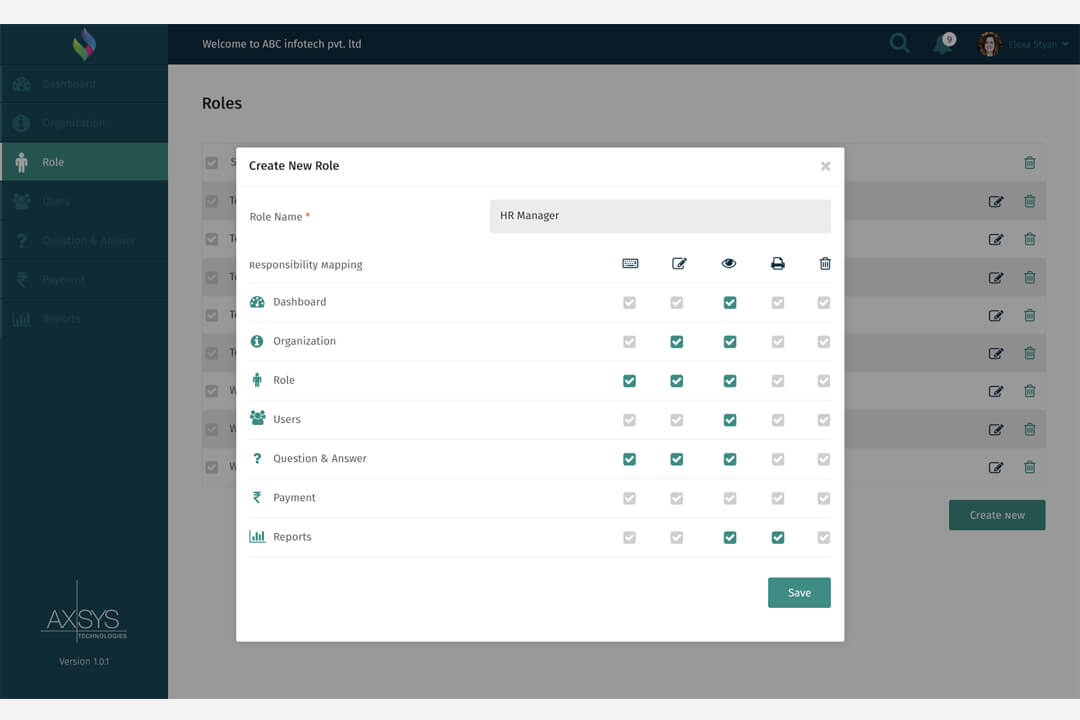 Welcome to ABC infotech pvt. ltd
9
Elexa Styan
Dashboard
Organization
Role
Users
Question & Answer
Payment
Reports
AXSYS
TECHNOLOGIES
Version 1.0.1
Roles
Create New Role
Role Name *
HR Manager
Responsibility Mapping
Dashboard
Organization
Role
Users
Question & Answer
₹ Payment
Reports
Save
Create New